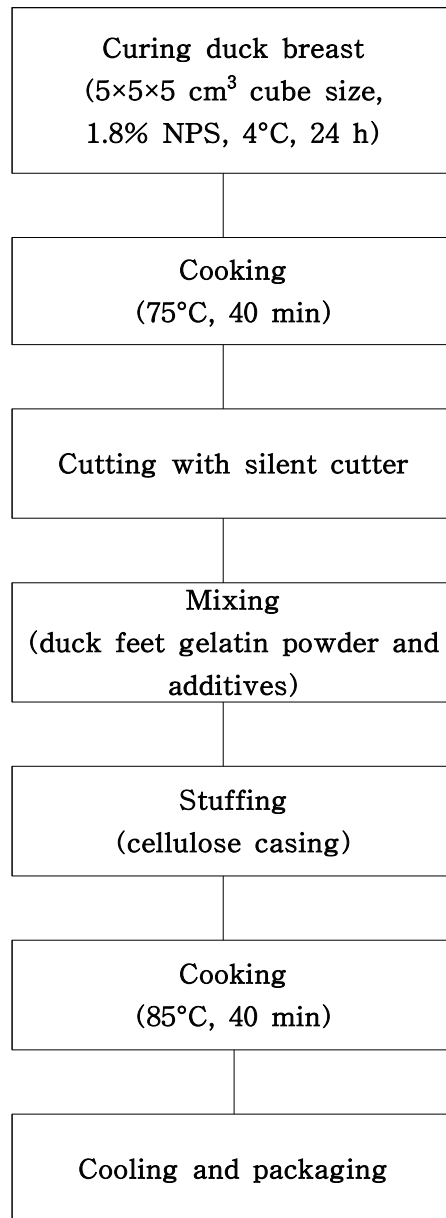 Curing duck breast
(5×5×5 cm³ cube size,
1.8% NPS, 4°C, 24 h)
Cooking
(75°C, 40 min)
Cutting with silent cutter
Mixing
(duck feet gelatin powder and
additives)
Stuffing
(cellulose casing)
Cooking
(85°C, 40 min)
Cooling and packaging